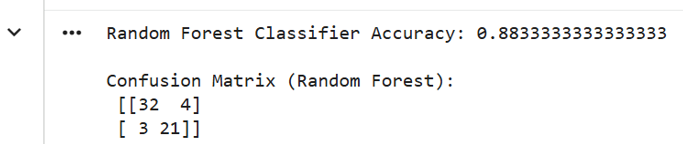 Random Forest Classifier Accuracy: 0.8833333333333333
Confusion Matrix (Random Forest):
[[32  4]
[ 3 21]]